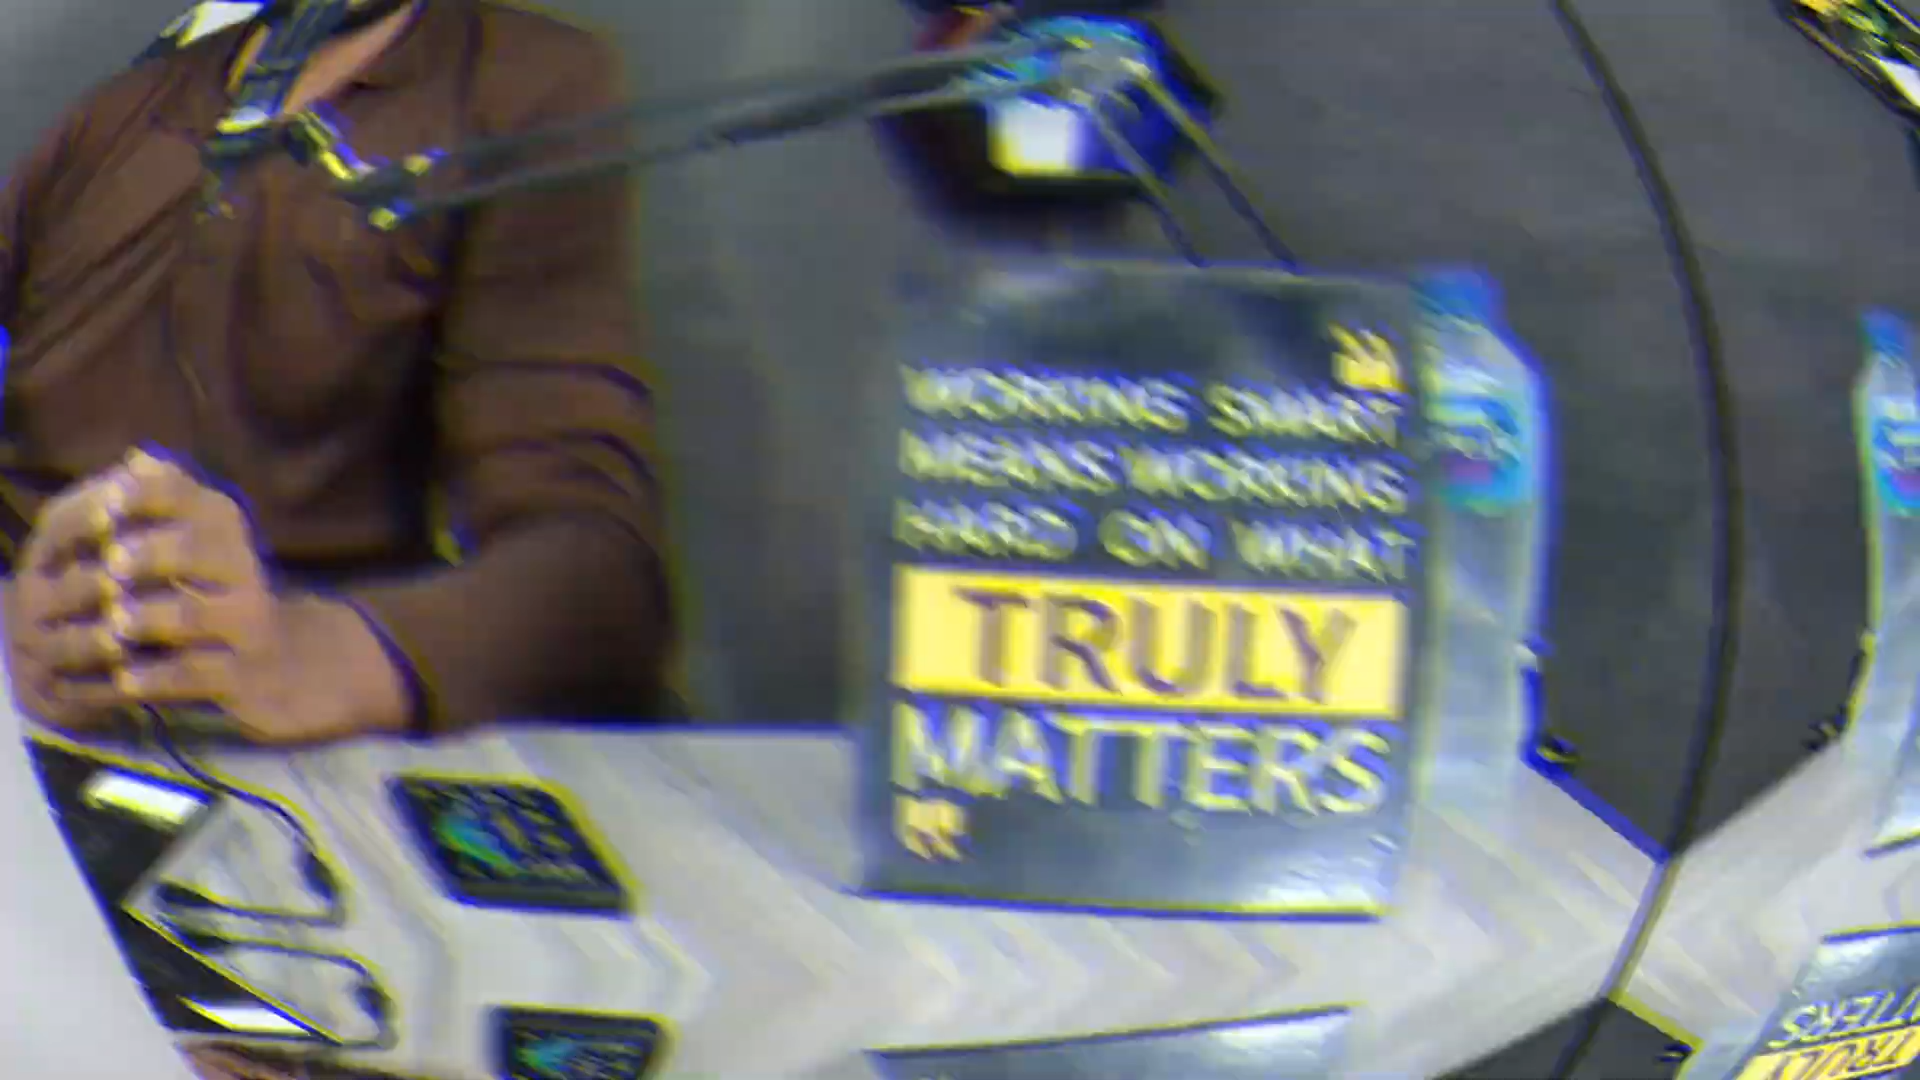 WORKING SMART
MEANS WORKING
HARD ON WHAT
TRULY
MATTERS